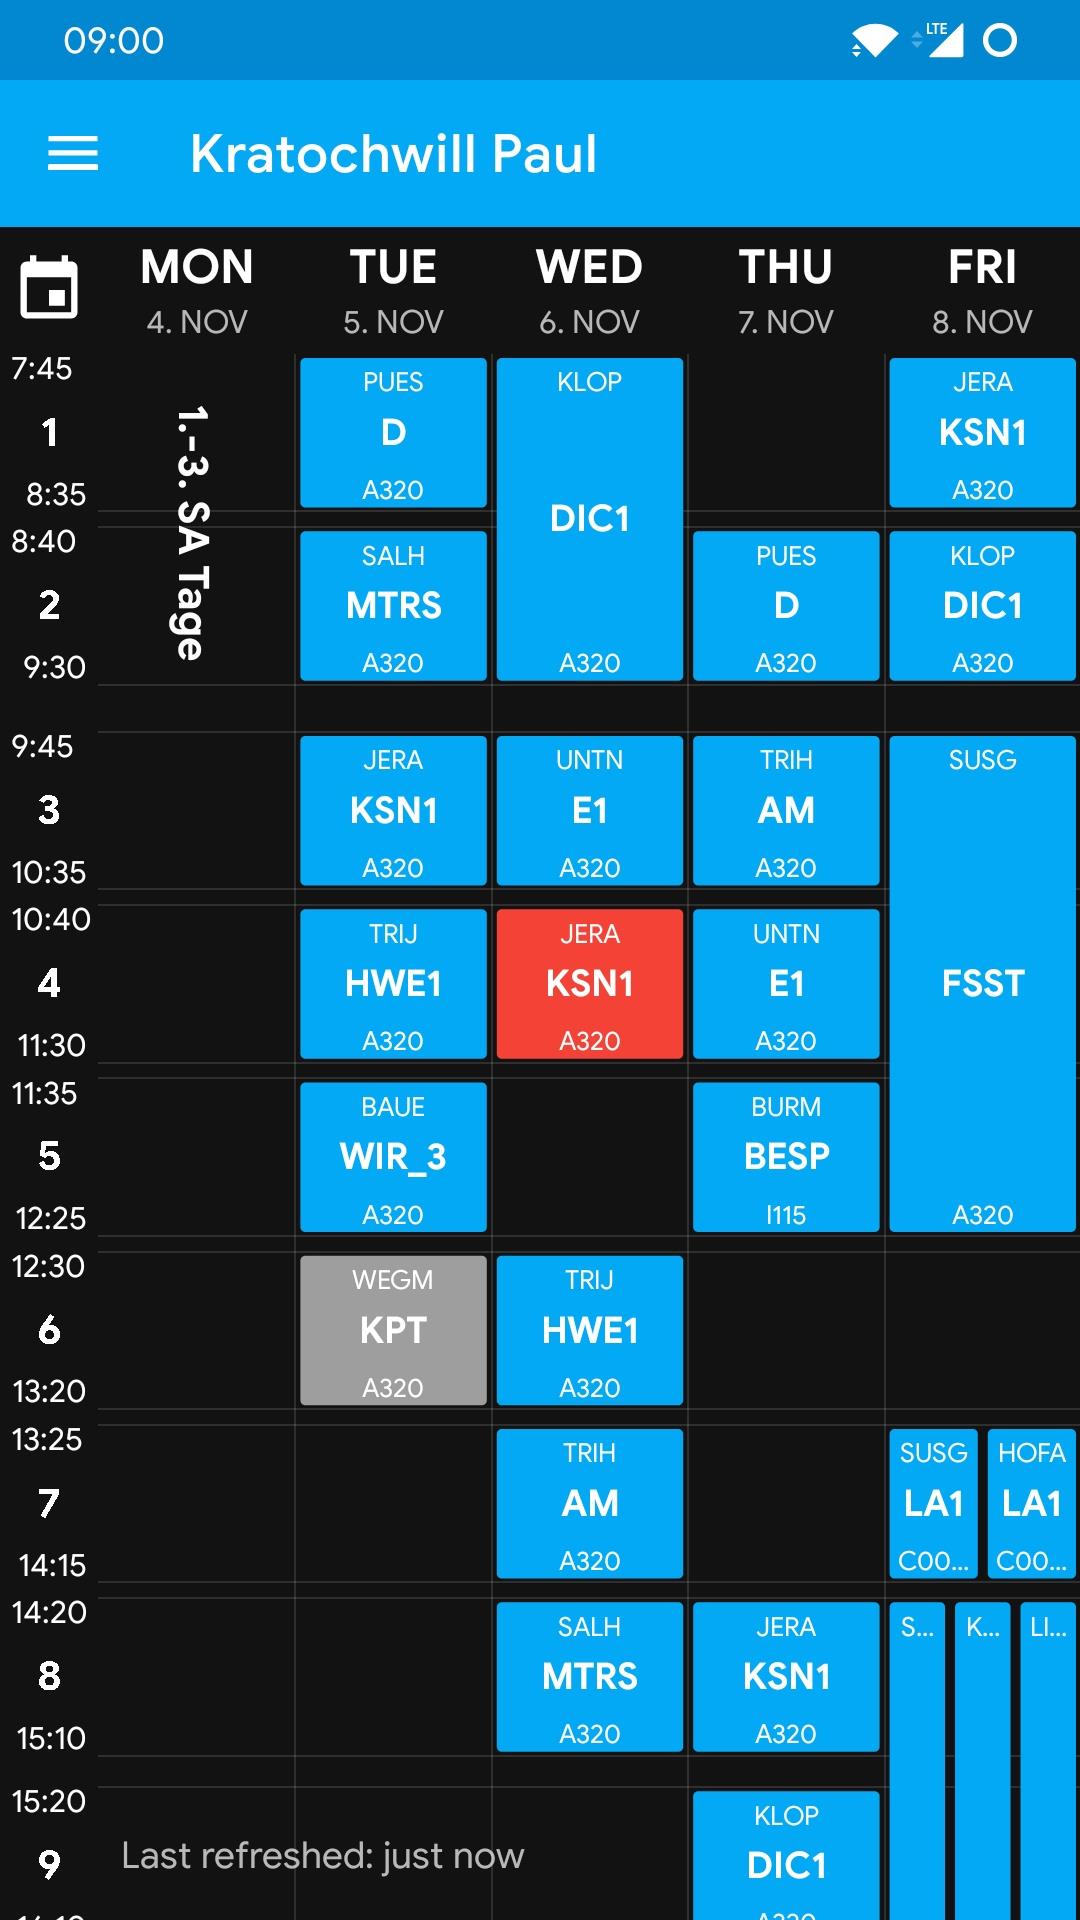 09:00
LTE
Kratochwill Paul
MON TUE WED THU FRI
4. NOV 5. NOV 6. NOV 7. NOV 8. NOV
1.-3. SA Tage
7:45
1
8:35
PUES
D
A320
KLOP
DIC1
A320
JERA
KSN1
A320
8:40
2
9:30
SALH
MTRS
A320
PUES
D
A320
KLOP
DIC1
A320
9:45
3
10:35
JERA
KSN1
A320
UNTN
E1
A320
TRIH
AM
A320
SUSG
FSST
A320
10:40
4
11:30
TRIJ
HWE1
A320
JERA
KSN1
A320
UNTN
E1
A320
11:35
5
12:25
BAUE
WIR_3
A320
BURM
BESP
I115
12:30
6
13:20
WEGM
KPT
A320
TRIJ
HWE1
A320
13:25
7
14:15
TRIH
AM
A320
SUSG
LA1
C00...
HOFA
LA1
C00...
14:20
8
15:10
SALH
MTRS
A320
JERA
KSN1
A320
S...
K...
LI...
15:20
9
KLOP
DIC1
Last refreshed: just now